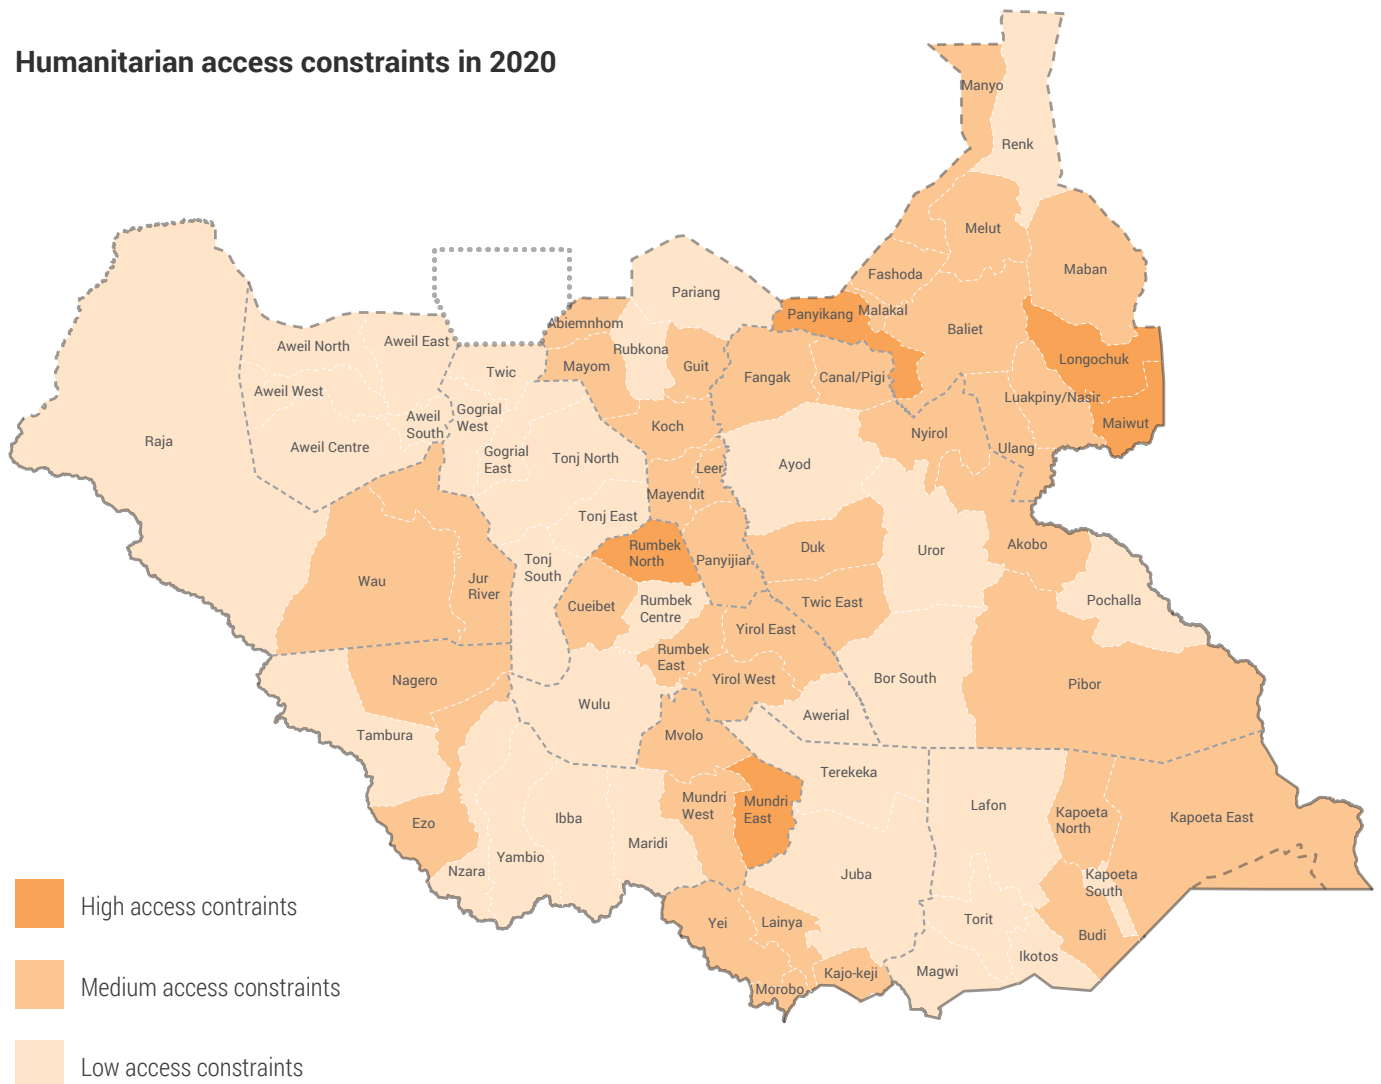 Humanitarian access constraints in 2020
Manyo
Renk
Melut
Maban
Fashoda
Pariang
Panyikang
Malakal
Baliet
Abiemnhom
Aweil North
Aweil East
Rubkona
Longochuk
Twic
Mayom
Guit
Fangak
Canal/Pigi
Aweil West
Luakpiny/Nasir
Gogrial
West
Aweil
South
Maiwut
Koch
Nyirol
Raja
Aweil Centre
Ulang
Gogrial
East
Tonj North
Ayod
Leer
Mayendit
Tonj East
Rumbek
North
Duk
Uror
Akobo
Panyijiar
Tonj
South
Wau
Jur
River
Cueibet
Rumbek
Centre
Twic East
Pochalla
Yirol East
Rumbek
East
Nagero
Yirol West
Bor South
Pibor
Wulu
Awerial
Tambura
Mvolo
Terekeka
Mundri
West
Mundri
East
Lafon
Kapoeta
North
Kapoeta East
Ezo
Ibba
Maridi
Yambio
Nzara
Juba
Kapoeta
South
Yei
Lainya
Torit
Budi
Ikotos
Kajo-keji
Magwi
Morobo
High access contraints
Medium access constraints
Low access constraints